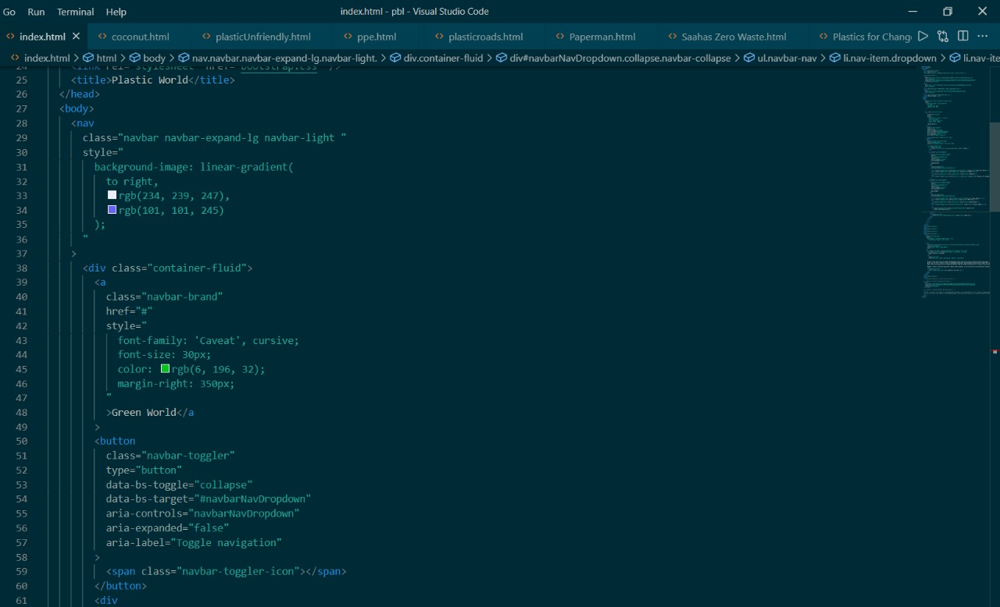 Go Run Terminal Help index.html - pbl - Visual Studio Code
index.html coconut.html plasticUnfriendly.html ppe.html plasticroads.html Paperman.html Saahas Zero Waste.html Plastics for Chang
index.html > html > body > nav.navbar.navbar-expand-lg.navbar-light. > div.container-fluid > div#navbarNavDropdown.collapse.navbar-collapse > ul.navbar-nav > li.nav-item.dropdown > li.nav-ite
24 <link rel="stylesheet" href="bootstrap.css" />
25 <title>Plastic World</title>
26 </head>
27 <body>
28 <nav
29 class="navbar navbar-expand-lg navbar-light "
30 style="
31 background-image: linear-gradient(
32 to right,
33 rgb(234, 239, 247),
34 rgb(101, 101, 245)
35 );
36 "
37 >
38 <div class="container-fluid">
39 <a
40 class="navbar-brand"
41 href="#"
42 style="
43 font-family: 'Caveat', cursive;
44 font-size: 30px;
45 color: rgb(6, 196, 32);
46 margin-right: 350px;
47 "
48 >Green World</a
49 >
50 <button
51 class="navbar-toggler"
52 type="button"
53 data-bs-toggle="collapse"
54 data-bs-target="#navbarNavDropdown"
55 aria-controls="navbarNavDropdown"
56 aria-expanded="false"
57 aria-label="Toggle navigation"
58 >
59 <span class="navbar-toggler-icon"></span>
60 </button>
61 <div